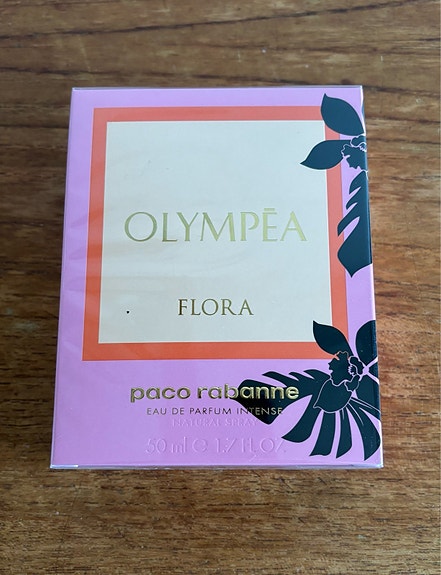 OLYMPĒA
FLORA
paco rabanne
EAU DE PARFUM INTENSE
NATURAL SPRAY
50 ml e 1.7 fl.oz.